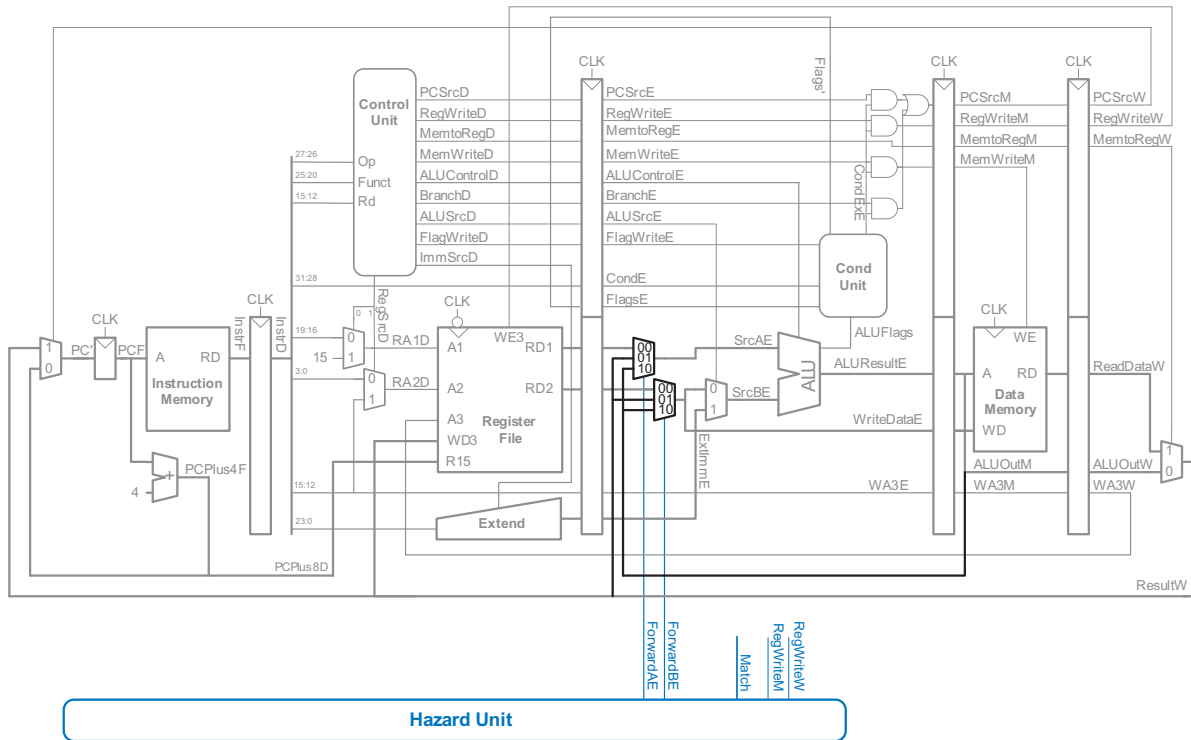 CLK
CLK
CLK
Flags'
Control
Unit
PCSrcD
PCSrcE
PCSrcM
PCSrcW
RegWriteD
RegWriteE
RegWriteM
RegWriteW
MemtoRegD
MemtoRegE
MemtoRegM
MemtoRegW
27:26
Op
MemWriteD
MemWriteE
MemWriteM
25:20
Funct
ALUControlD
ALUControlE
15:12
Rd
BranchD
BranchE
CondExE
ALUSrcD
ALUSrcE
FlagWriteD
FlagWriteE
ImmSrcD
Cond
Unit
31:28
CondE
FlagsE
RegSrcD
0 1
CLK
CLK
CLK
CLK
InstrF
InstrD
19:16
0
1
15
RA1D
A1
WE3
RD1
00
01
10
SrcAE
ALUFlags
WE
1
0
PC'
PCF
A
RD
Instruction
Memory
ALU
ALUResultE
A
RD
Data
Memory
ReadDataW
3:0
0
1
RA2D
A2
RD2
00
01
10
0
1
SrcBE
A3
Register
File
WriteDataE
WD
WD3
ExtImmE
R15
+
4
PCPlus4F
ALUOutM
ALUOutW
1
0
15:12
WA3E
WA3M
WA3W
23:0
Extend
PCPlus8D
ResultW
ForwardAE
ForwardBE
Match
RegWriteM
RegWriteW
Hazard Unit